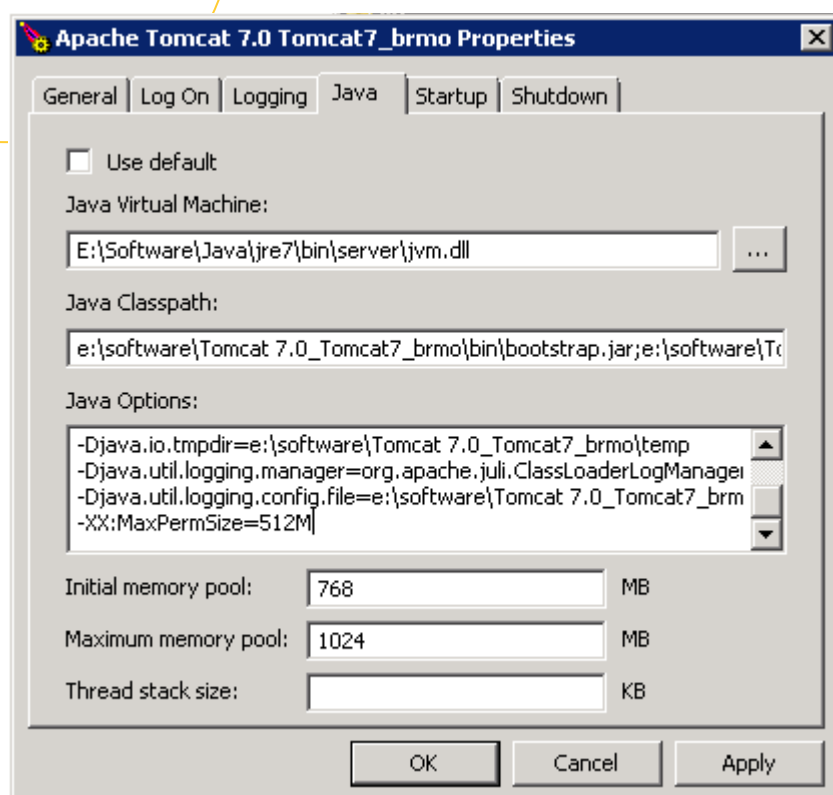 Apache Tomcat 7.0 Tomcat7_brmo Properties
General Log On Logging Java Startup Shutdown
Use default
Java Virtual Machine:
E:\Software\Java\jre7\bin\server\jvm.dll
...
Java Classpath:
e:\software\Tomcat 7.0_Tomcat7_brmo\bin\bootstrap.jar;e:\software\To
Java Options:
-Djava.io.tmpdir=e:\software\Tomcat 7.0_Tomcat7_brmo\temp
-Djava.util.logging.manager=org.apache.juli.ClassLoaderLogManager
-Djava.util.logging.config.file=e:\software\Tomcat 7.0_Tomcat7_brm
-XX:MaxPermSize=512M
Initial memory pool: 768 MB
Maximum memory pool: 1024 MB
Thread stack size: KB
OK Cancel Apply